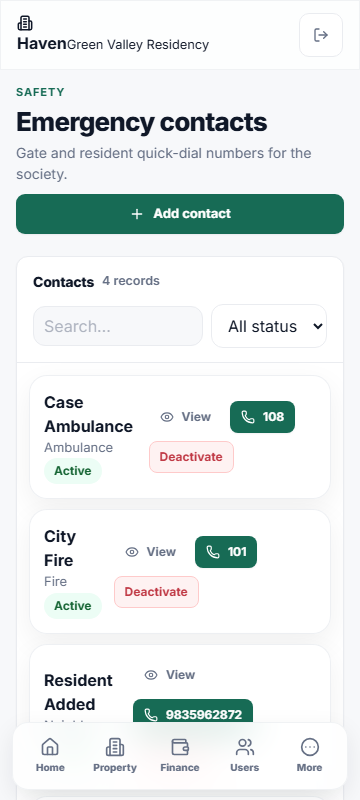 HavenGreen Valley Residency
SAFETY
Emergency contacts
Gate and resident quick-dial numbers for the
society.
Add contact
Contacts 4 records
Search...
All status
Case
Ambulance
Ambulance
Active
View
108
Deactivate
City
Fire
Fire
Active
View
101
Deactivate
Resident
Added
View
9835962872
Home
Property
Finance
Users
More